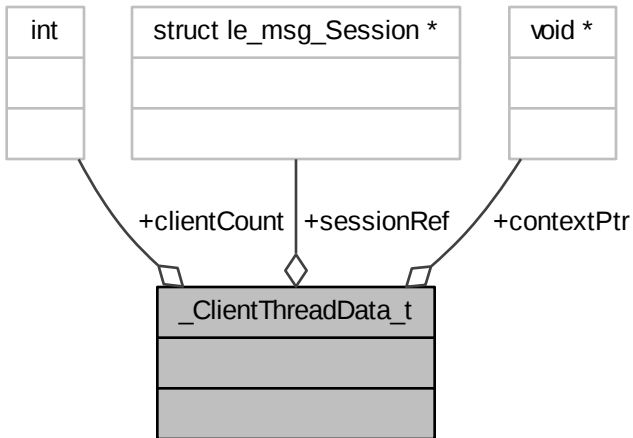 int
struct le_msg_Session *
void *
+clientCount
+sessionRef
+contextPtr
_ClientThreadData_t